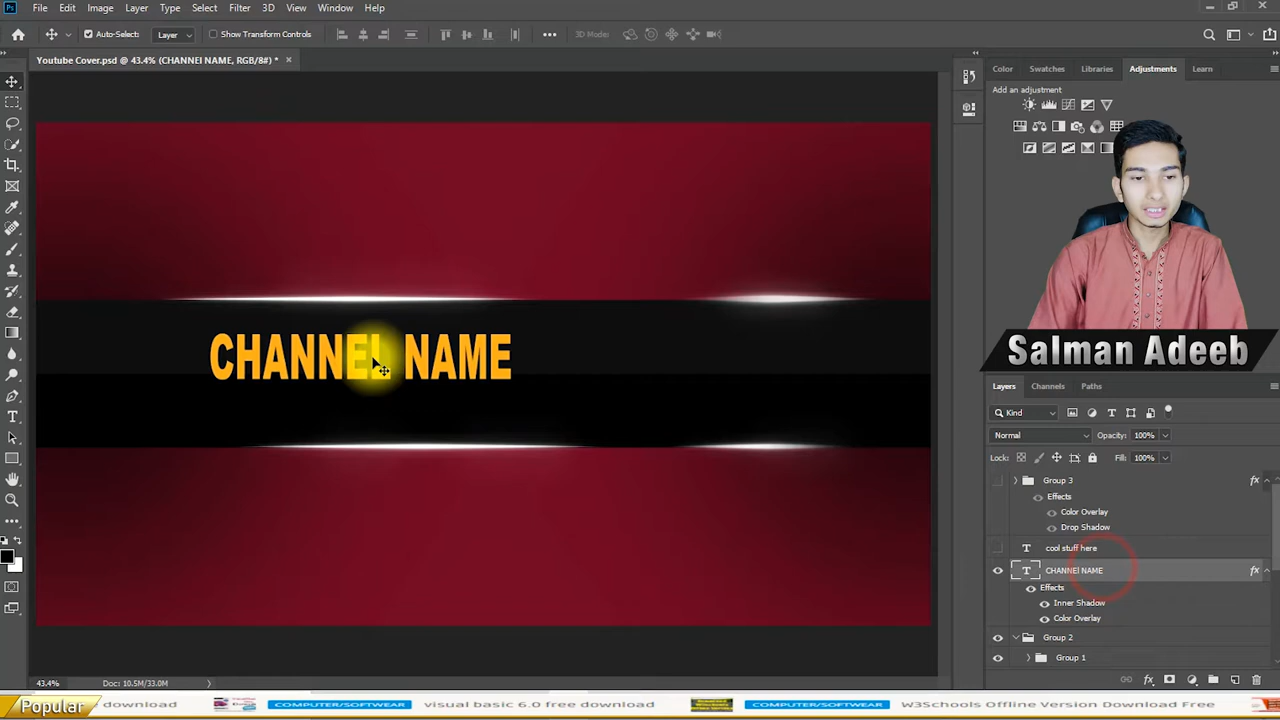 File Edit Image Layer Type Select Filter 3D View Window Help
Auto-Select: Layer Show Transform Controls 3D Mode:
Youtube Cover.psd @ 43.4% (CHANNEl NAME, RGB/8#) *
Color Swatches Libraries Adjustments Learn
Add an adjustment
CHANNEL NAME
Salman Adeeb
Layers Channels Paths
Kind
Normal Opacity: 100%
Lock: Fill: 100%
Group 3 fx
Effects
Color Overlay
Drop Shadow
cool stuff here
CHANNEl NAME fx
Effects
Inner Shadow
Color Overlay
Group 2
Group 1
43.4% Doc: 10.5M/33.0M
Popular download COMPUTER/SOFTWEAR visual basic 6.0 free download COMPUTER/SOFTWEAR W3Schools Offline Version Download Free